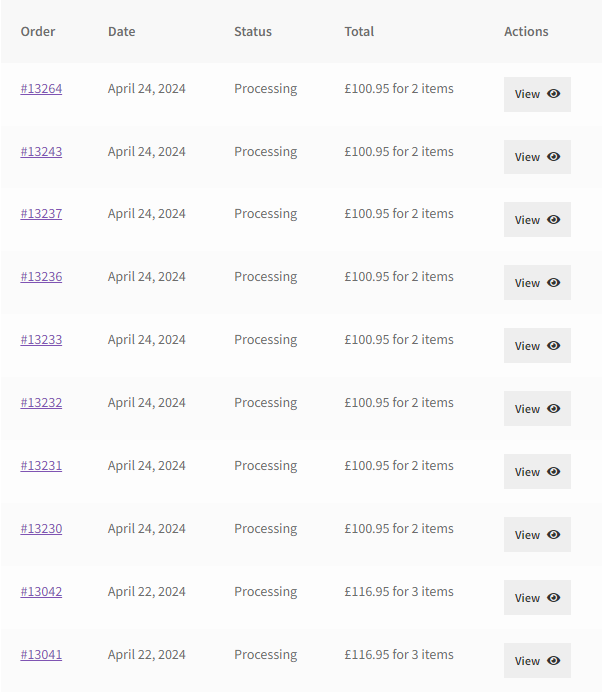 Order Date Status Total Actions
#13264 April 24, 2024 Processing £100.95 for 2 items View
#13243 April 24, 2024 Processing £100.95 for 2 items View
#13237 April 24, 2024 Processing £100.95 for 2 items View
#13236 April 24, 2024 Processing £100.95 for 2 items View
#13233 April 24, 2024 Processing £100.95 for 2 items View
#13232 April 24, 2024 Processing £100.95 for 2 items View
#13231 April 24, 2024 Processing £100.95 for 2 items View
#13230 April 24, 2024 Processing £100.95 for 2 items View
#13042 April 22, 2024 Processing £116.95 for 3 items View
#13041 April 22, 2024 Processing £116.95 for 3 items View